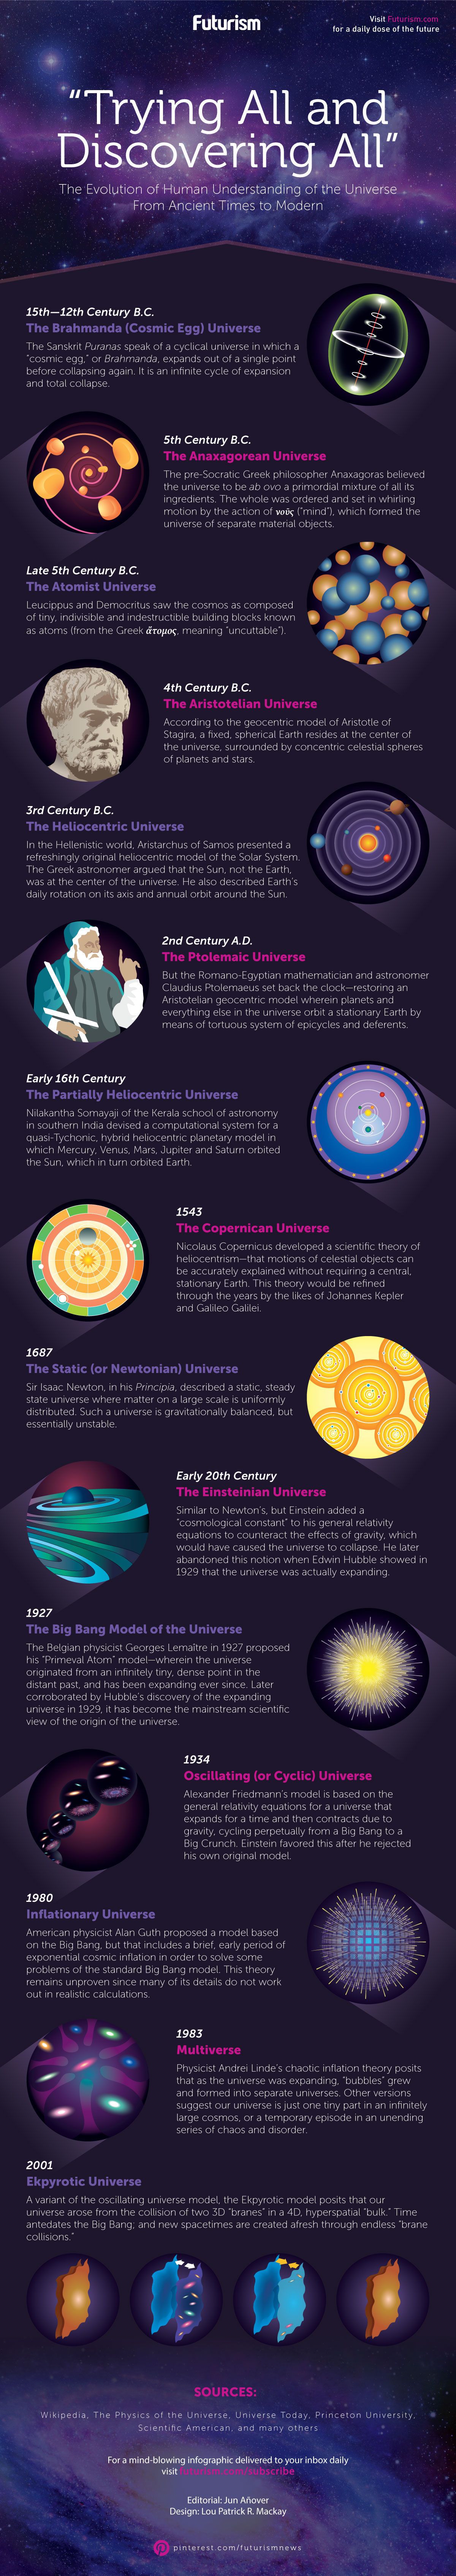 Futurism
Visit Futurism.com
for a daily dose of the future
“Trying All and
Discovering All”
The Evolution of Human Understanding of the Universe
From Ancient Times to Modern
15th—12th Century B.C.
The Brahmanda (Cosmic Egg) Universe
The Sanskrit Puranas speak of a cyclical universe in which a
“cosmic egg,” or Brahmanda, expands out of a single point
before collapsing again. It is an infinite cycle of expansion
and total collapse.
5th Century B.C.
The Anaxagorean Universe
The pre-Socratic Greek philosopher Anaxagoras believed
the universe to be ab ovo a primordial mixture of all its
ingredients. The whole was ordered and set in whirling
motion by the action of νοῦς (“mind”), which formed the
universe of separate material objects.
Late 5th Century B.C.
The Atomist Universe
Leucippus and Democritus saw the cosmos as composed
of tiny, indivisible and indestructible building blocks known
as atoms (from the Greek ἄτομος, meaning “uncuttable”).
4th Century B.C.
The Aristotelian Universe
According to the geocentric model of Aristotle of
Stagira, a fixed, spherical Earth resides at the center of
the universe, surrounded by concentric celestial spheres
of planets and stars.
3rd Century B.C.
The Heliocentric Universe
In the Hellenistic world, Aristarchus of Samos presented a
refreshingly original heliocentric model of the Solar System.
The Greek astronomer argued that the Sun, not the Earth,
was at the center of the universe. He also described Earth’s
daily rotation on its axis and annual orbit around the Sun.
2nd Century A.D.
The Ptolemaic Universe
But the Romano-Egyptian mathematician and astronomer
Claudius Ptolemaeus set back the clock—restoring an
Aristotelian geocentric model wherein planets and
everything else in the universe orbit a stationary Earth by
means of tortuous system of epicycles and deferents.
Early 16th Century
The Partially Heliocentric Universe
Nilakantha Somayaji of the Kerala school of astronomy
in southern India devised a computational system for a
quasi-Tychonic, hybrid heliocentric planetary model in
which Mercury, Venus, Mars, Jupiter and Saturn orbited
the Sun, which in turn orbited Earth.
1543
The Copernican Universe
Nicolaus Copernicus developed a scientific theory of
heliocentrism—that motions of celestial objects can
be accurately explained without requiring a central,
stationary Earth. This theory would be refined
through the years by the likes of Johannes Kepler
and Galileo Galilei.
1687
The Static (or Newtonian) Universe
Sir Isaac Newton, in his Principia, described a static, steady
state universe where matter on a large scale is uniformly
distributed. Such a universe is gravitationally balanced, but
essentially unstable.
Early 20th Century
The Einsteinian Universe
Similar to Newton’s, but Einstein added a
“cosmological constant” to his general relativity
equations to counteract the effects of gravity, which
would have caused the universe to collapse. He later
abandoned this notion when Edwin Hubble showed in
1929 that the universe was actually expanding.
1927
The Big Bang Model of the Universe
The Belgian physicist Georges Lemaître in 1927 proposed
his “Primeval Atom” model—wherein the universe
originated from an infinitely tiny, dense point in the
distant past, and has been expanding ever since. Later
corroborated by Hubble’s discovery of the expanding
universe in 1929, it has become the mainstream scientific
view of the origin of the universe.
1934
Oscillating (or Cyclic) Universe
Alexander Friedmann’s model is based on the
general relativity equations for a universe that
expands for a time and then contracts due to
gravity, cycling perpetually from a Big Bang to a
Big Crunch. Einstein favored this after he rejected
his own original model.
1980
Inflationary Universe
American physicist Alan Guth proposed a model based
on the Big Bang, but that includes a brief, early period of
exponential cosmic inflation in order to solve some
problems of the standard Big Bang model. This theory
remains unproven since many of its details do not work
out in realistic calculations.
1983
Multiverse
Physicist Andrei Linde’s chaotic inflation theory posits
that as the universe was expanding, “bubbles” grew
and formed into separate universes. Other versions
suggest our universe is just one tiny part in an infinitely
large cosmos, or a temporary episode in an unending
series of chaos and disorder.
2001
Ekpyrotic Universe
A variant of the oscillating universe model, the Ekpyrotic model posits that our
universe arose from the collision of two 3D “branes” in a 4D, hyperspatial “bulk.” Time
antedates the Big Bang; and new spacetimes are created afresh through endless “brane
collisions.”
SOURCES:
Wikipedia, The Physics of the Universe, Universe Today, Princeton University,
Scientific American, and many others
For a mind-blowing infographic delivered to your inbox daily
visit futurism.com/subscribe
Editorial: Jun Añover
Design: Lou Patrick R. Mackay
pinterest.com/futurismnews